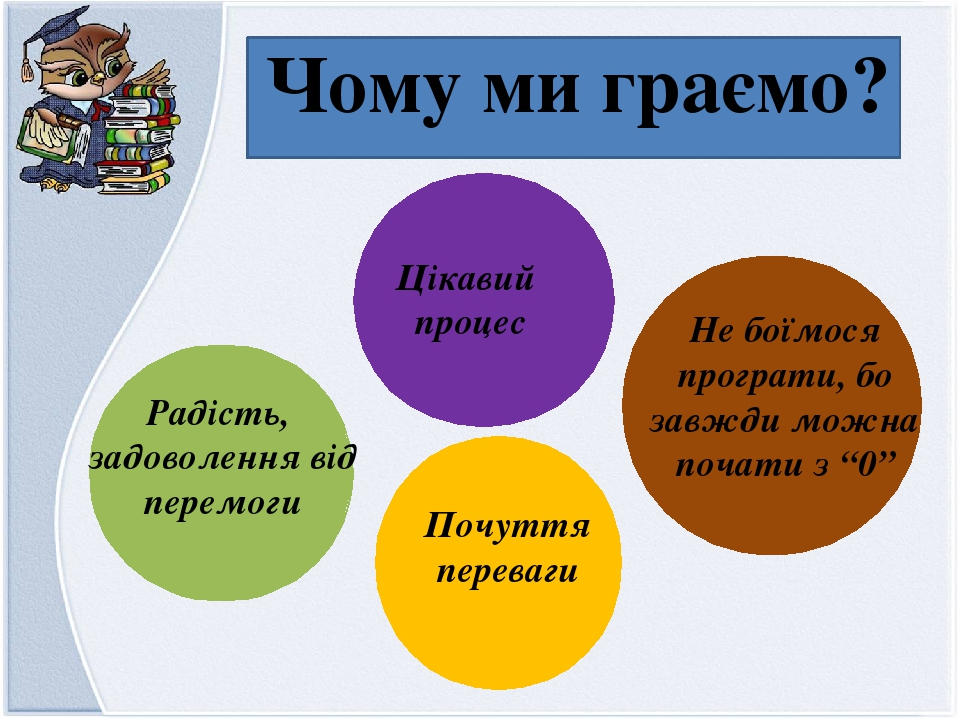 Чому ми граємо?
Цікавий
процес
Не боїмося
програти, бо
завжди можна
почати з “0”
Радість,
задоволення від
перемоги
Почуття
переваги